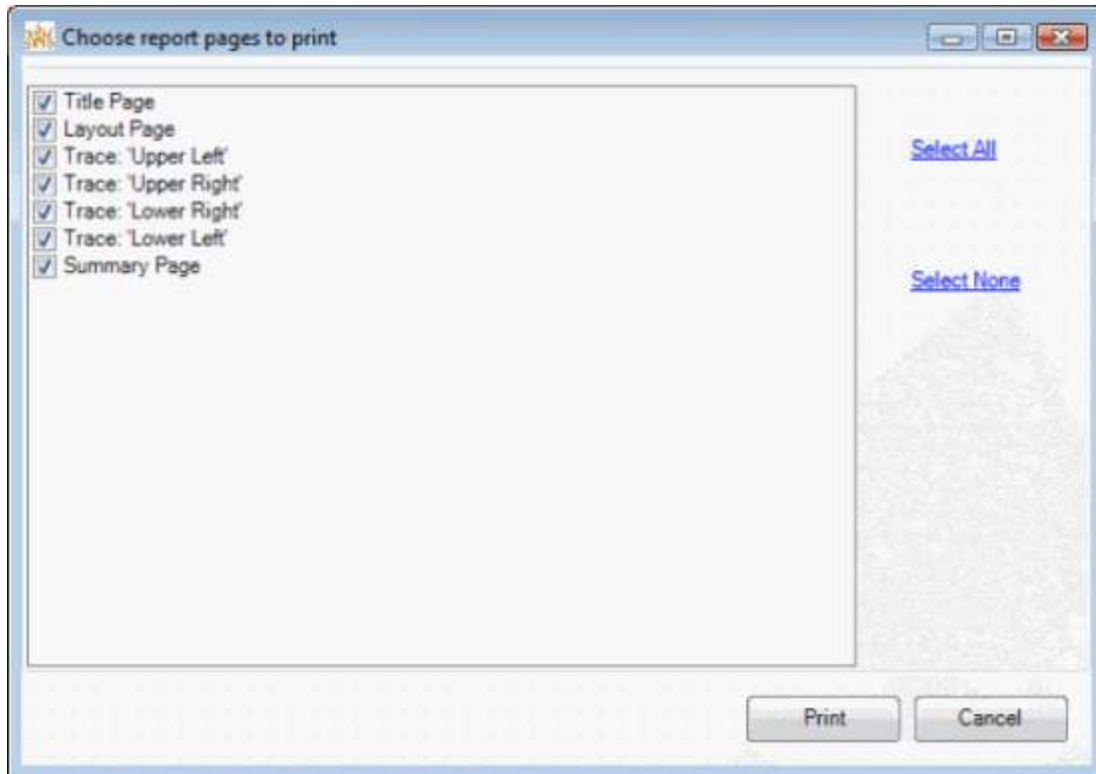 Choose report pages to print
Title Page
Layout Page
Trace: 'Upper Left'
Trace: 'Upper Right'
Trace: 'Lower Right'
Trace: 'Lower Left'
Summary Page
Select All
Select None
Print
Cancel